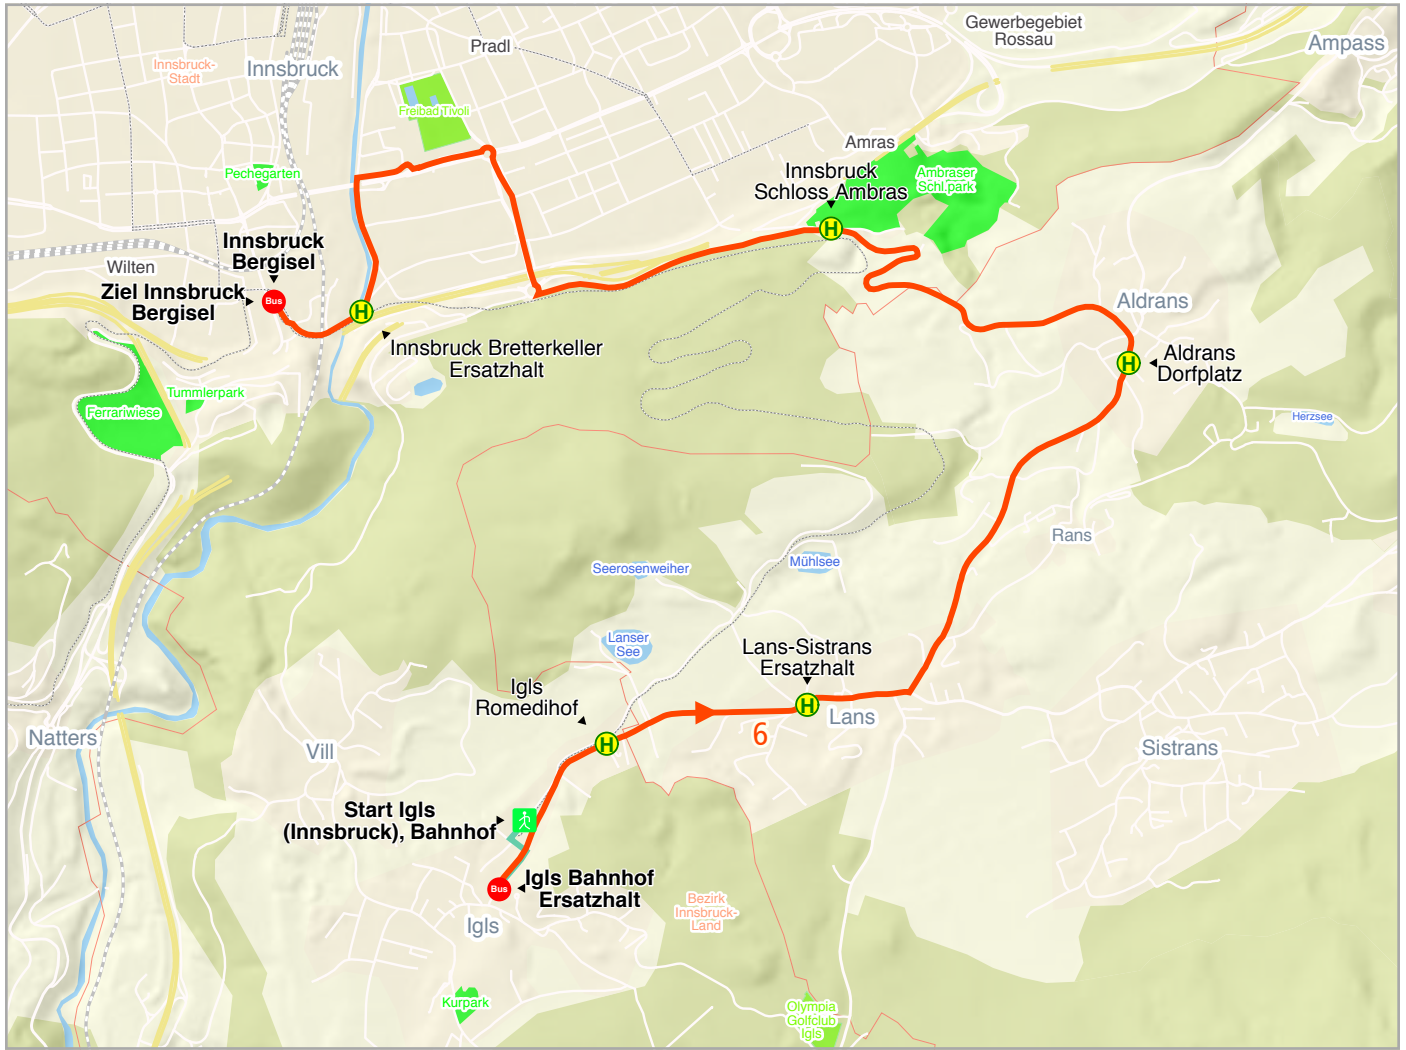 Gewerbegebiet
Rossau
Ampass
Pradl
Innsbruck-
Stadt
Innsbruck
Freibad Tivoli
Amras
Innsbruck
Schloss Ambras
Ambraser
Schl.park
Pechegarten
Innsbruck
Bergisel
Wilten
Ziel Innsbruck
Bergisel
Bus
H
H
Aldrans
Innsbruck Bretterkeller
Ersatzhalt
H
Aldrans
Dorfplatz
Tummlerpark
Ferrariwiese
Herzsee
Rans
Seerosenweiher
Mühlsee
Lanser
See
Lans-Sistrans
Ersatzhalt
Igls
Romedihof
H
Lans
H
6
Natters
Vill
Sistrans
Start Igls
(Innsbruck), Bahnhof
Igls Bahnhof
Ersatzhalt
Bus
Bezirk
Innsbruck-
Land
Igls
Kurpark
Olympia
Golfclub
Igls